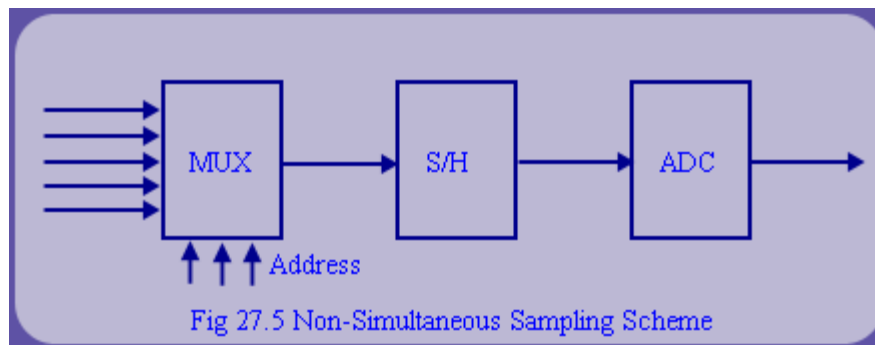 MUX
S/H
ADC
Address
Fig 27.5 Non-Simultaneous Sampling Scheme